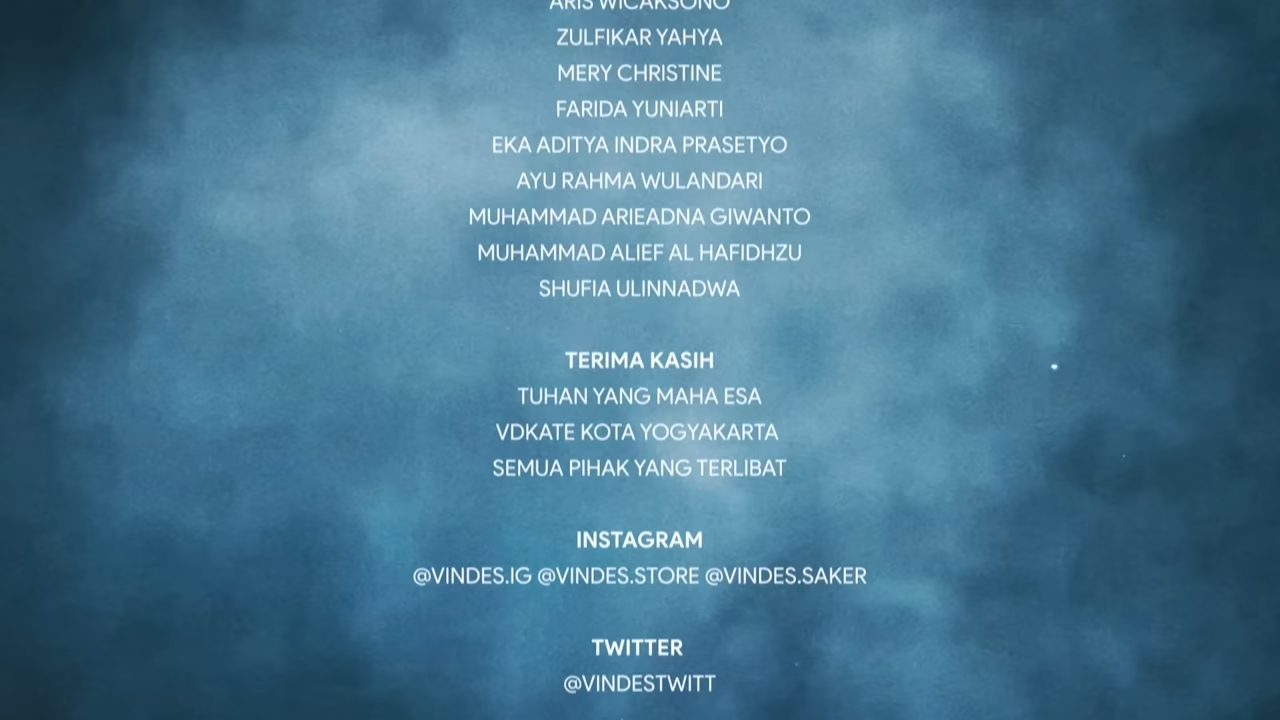 ARIS WICAKSONO
ZULFIKAR YAHYA
MERY CHRISTINE
FARIDA YUNIARTI
EKA ADITYA INDRA PRASETYO
AYU RAHMA WULANDARI
MUHAMMAD ARIEADNA GIWANTO
MUHAMMAD ALIEF AL HAFIDHZU
SHUFIA ULINNADWA
TERIMA KASIH
TUHAN YANG MAHA ESA
VDKATE KOTA YOGYAKARTA
SEMUA PIHAK YANG TERLIBAT
INSTAGRAM
@VINDES.IG @VINDES.STORE @VINDES.SAKER
TWITTER
@VINDESTWITT